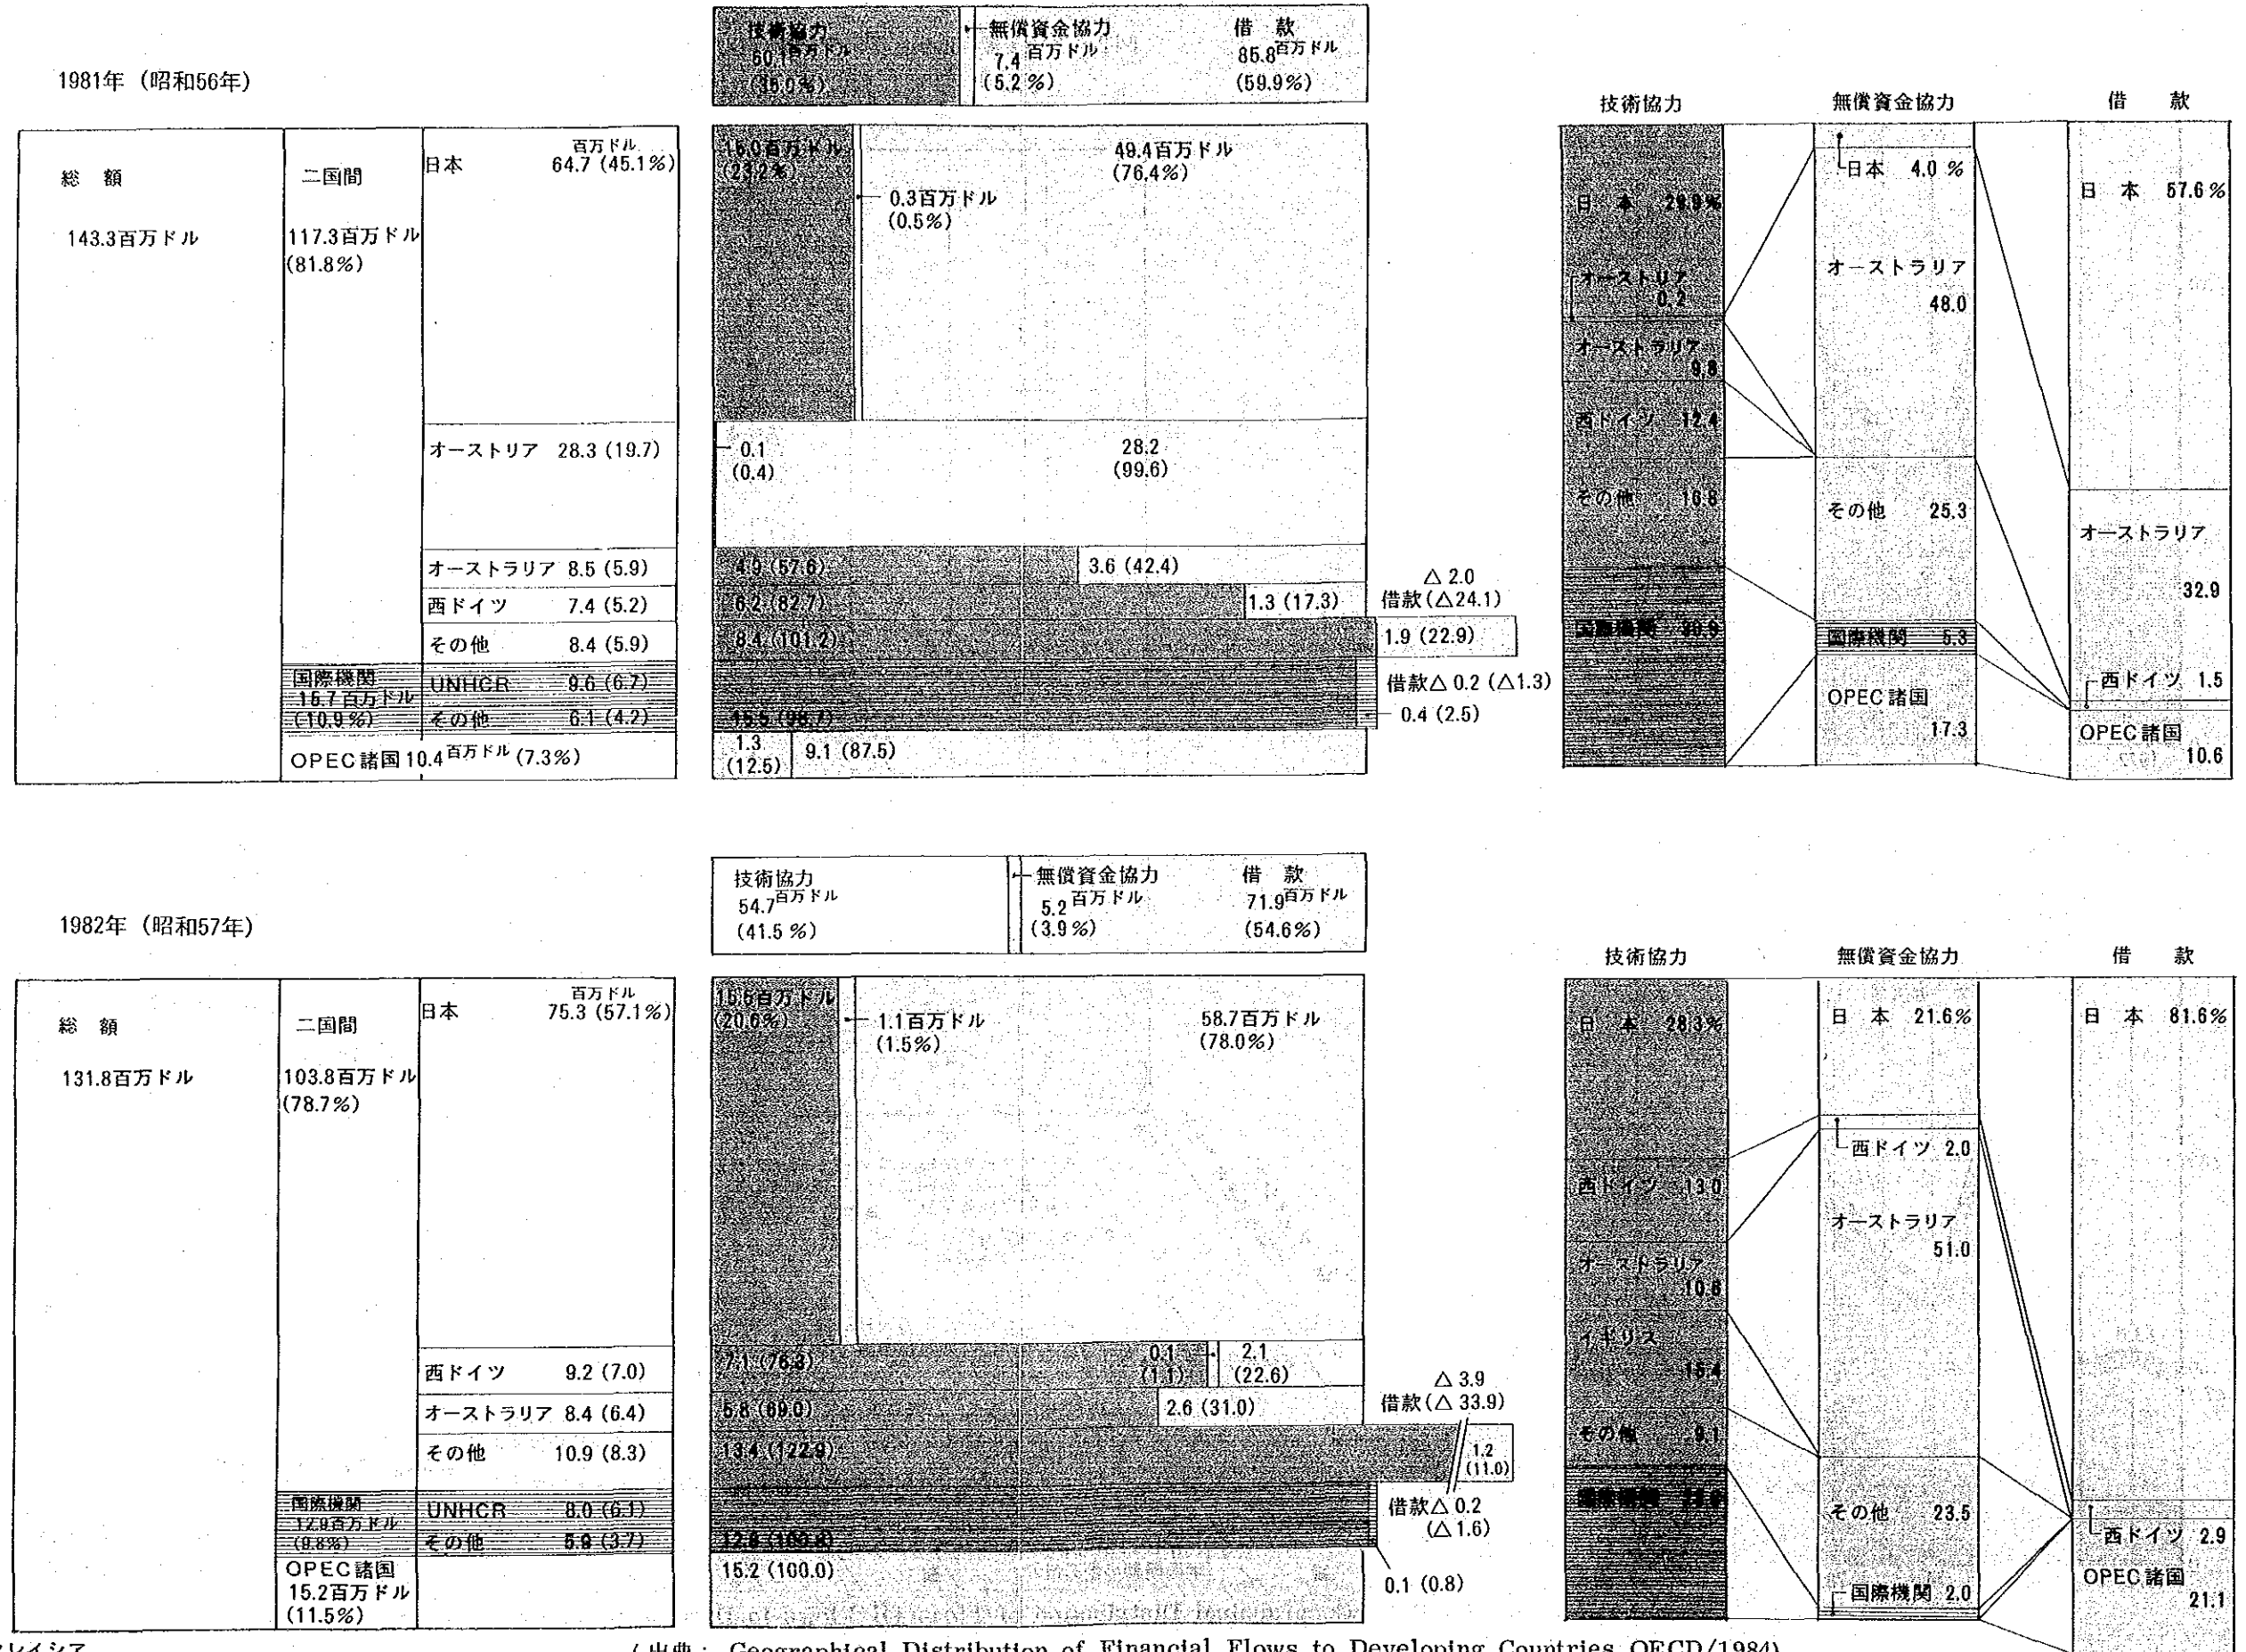 1981年（昭和56年）
技術協力
無償資金協力
7.4百万ドル
(5.2％)
借　款
85.8百万ドル
(59.9%)
総　額
143.3百万ドル
二国間
117.3百万ドル
(81.8%)
百万ドル
日本 64.7 (45.1%)
オーストリア 28.3 (19.7)
オーストラリア 8.5 (5.9)
西ドイツ 7.4 (5.2)
その他 8.4 (5.9)
国際機関
15.7百万ドル
(10.9%)
UNHCR 9.6 (6.7)
その他 6.1 (4.2)
OPEC諸国10.4百万ドル (7.3%)
(23.2%)
0.3百万ドル
(0.5%)
49.4百万ドル
(76.4%)
0.1
(0.4)
28.2
(99.6)
4.9 (57.6)
3.6 (42.4)
6.2 (82.7)
1.3 (17.3)
△2.0
借款(△24.1)
8.4 (101.2)
1.9 (22.9)
借款△0.2 (△1.3)
15.5 (98.7)
0.4 (2.5)
1.3
(12.5)
9.1 (87.5)
技術協力
無償資金協力
借　款
日　本 29.9%
オーストリア
0.2
オーストラリア
9.8
西ドイツ 12.4
その他 16.8
国際機関 30.9
日本 4.0 %
オーストラリア
48.0
その他 25.3
国際機関 5.3
OPEC諸国
17.3
日　本 57.6%
オーストラリア
32.9
西ドイツ 1.5
OPEC諸国
10.6
1982年（昭和57年）
技術協力
54.7百万ドル
(41.5％)
無償資金協力
5.2百万ドル
(3.9％)
借　款
71.9百万ドル
(54.6%)
総　額
131.8百万ドル
二国間
103.8百万ドル
(78.7%)
百万ドル
日本 75.3 (57.1%)
西ドイツ 9.2 (7.0)
オーストラリア 8.4 (6.4)
その他 10.9 (8.3)
国際機関
12.9百万ドル
(9.8%)
UNHCR 8.0 (6.1)
その他 5.9 (3.7)
OPEC諸国
15.2百万ドル
(11.5%)
15.5百万ドル
(20.6%)
1.1百万ドル
(1.5%)
58.7百万ドル
(78.0%)
7.1 (76.3)
0.1
(1.1)
2.1
(22.6)
5.8 (69.0)
2.6 (31.0)
△3.9
借款(△33.9)
13.4 (122.9)
1.2
(11.0)
借款△0.2
(△1.6)
0.1 (0.8)
15.2 (100.0)
技術協力
無償資金協力
借　款
日　本 28.3%
西ドイツ 13.0
オーストラリア
10.6
イギリス
15.4
その他 9.1
日　本 21.6%
西ドイツ 2.0
オーストラリア
51.0
その他 23.5
国際機関 2.0
日　本 81.6%
西ドイツ 2.9
OPEC諸国
21.1
(出典：Geographical Distribution of Financial Flows to Developing Countries OECD/1984)